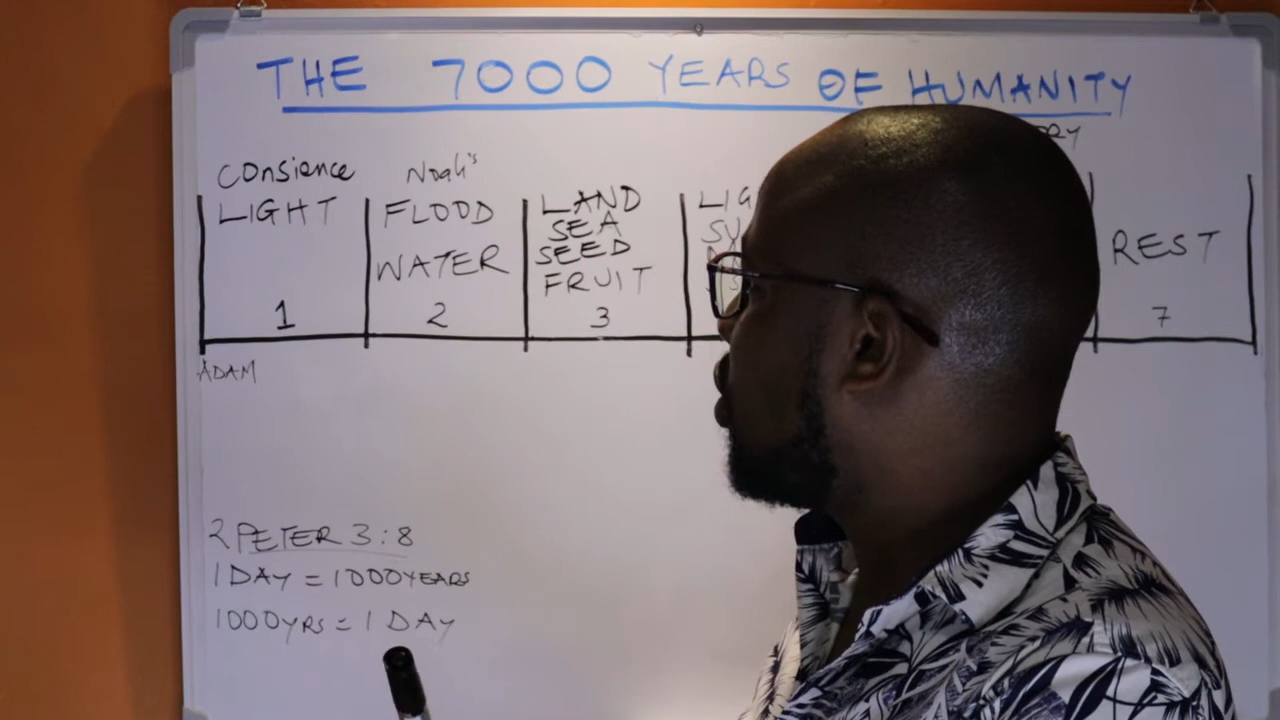 THE 7000 YEARS OF HUMANITY
Consience
LIGHT
1
Noah's
FLOOD
WATER
2
LAND
SEA
SEED
FRUIT
3
REST
7
ADAM
2 PETER 3:8
1 DAY = 1000 YEARS
1000 YRS = 1 DAY